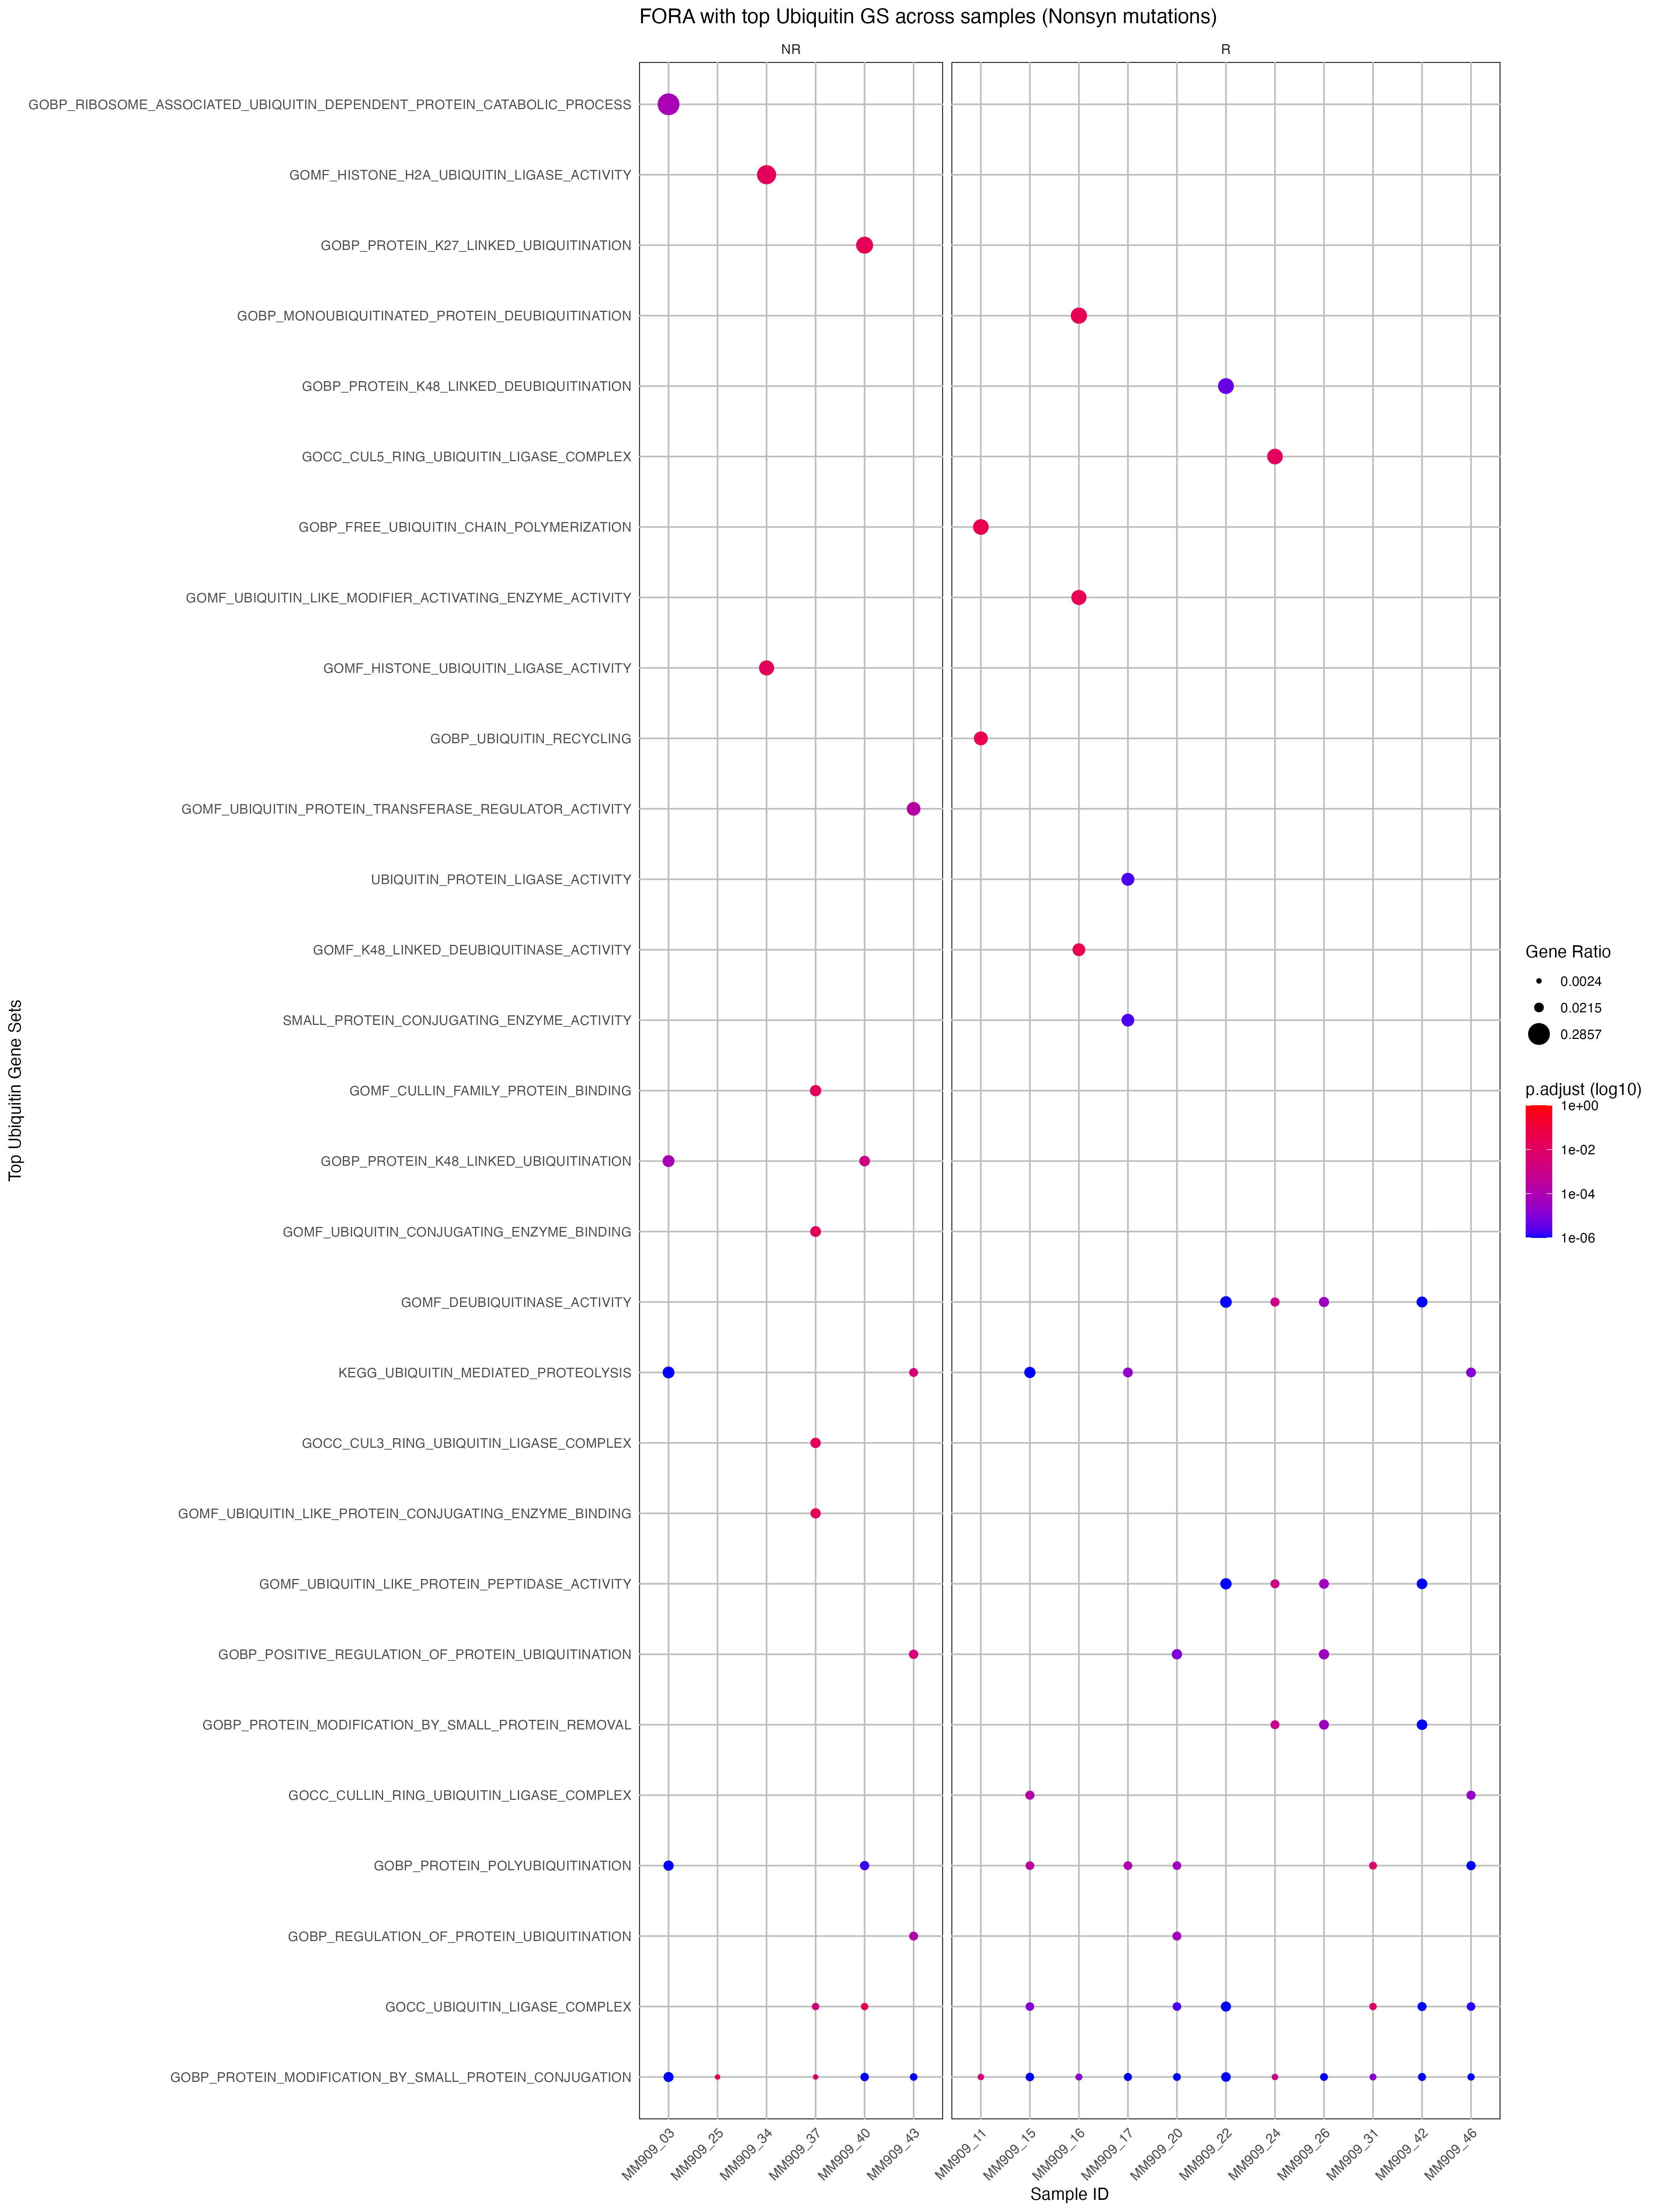 FORA with top Ubiquitin GS across samples (Nonsyn mutations)
NR
R
GOBP_RIBOSOME_ASSOCIATED_UBIQUITIN_DEPENDENT_PROTEIN_CATABOLIC_PROCESS
GOMF_HISTONE_H2A_UBIQUITIN_LIGASE_ACTIVITY
GOBP_PROTEIN_K27_LINKED_UBIQUITINATION
GOBP_MONOUBIQUITINATED_PROTEIN_DEUBIQUITINATION
GOBP_PROTEIN_K48_LINKED_DEUBIQUITINATION
GOCC_CUL5_RING_UBIQUITIN_LIGASE_COMPLEX
GOBP_FREE_UBIQUITIN_CHAIN_POLYMERIZATION
GOMF_UBIQUITIN_LIKE_MODIFIER_ACTIVATING_ENZYME_ACTIVITY
GOMF_HISTONE_UBIQUITIN_LIGASE_ACTIVITY
GOBP_UBIQUITIN_RECYCLING
GOMF_UBIQUITIN_PROTEIN_TRANSFERASE_REGULATOR_ACTIVITY
UBIQUITIN_PROTEIN_LIGASE_ACTIVITY
GOMF_K48_LINKED_DEUBIQUITINASE_ACTIVITY
SMALL_PROTEIN_CONJUGATING_ENZYME_ACTIVITY
GOMF_CULLIN_FAMILY_PROTEIN_BINDING
GOBP_PROTEIN_K48_LINKED_UBIQUITINATION
GOMF_UBIQUITIN_CONJUGATING_ENZYME_BINDING
GOMF_DEUBIQUITINASE_ACTIVITY
KEGG_UBIQUITIN_MEDIATED_PROTEOLYSIS
GOCC_CUL3_RING_UBIQUITIN_LIGASE_COMPLEX
GOMF_UBIQUITIN_LIKE_PROTEIN_CONJUGATING_ENZYME_BINDING
GOMF_UBIQUITIN_LIKE_PROTEIN_PEPTIDASE_ACTIVITY
GOBP_POSITIVE_REGULATION_OF_PROTEIN_UBIQUITINATION
GOBP_PROTEIN_MODIFICATION_BY_SMALL_PROTEIN_REMOVAL
GOCC_CULLIN_RING_UBIQUITIN_LIGASE_COMPLEX
GOBP_PROTEIN_POLYUBIQUITINATION
GOBP_REGULATION_OF_PROTEIN_UBIQUITINATION
GOCC_UBIQUITIN_LIGASE_COMPLEX
GOBP_PROTEIN_MODIFICATION_BY_SMALL_PROTEIN_CONJUGATION
Top Ubiquitin Gene Sets
MM909_03
MM909_25
MM909_34
MM909_37
MM909_40
MM909_43
MM909_11
MM909_15
MM909_16
MM909_17
MM909_20
MM909_22
MM909_24
MM909_26
MM909_31
MM909_42
MM909_46
Sample ID
Gene Ratio
0.0024
0.0215
0.2857
p.adjust (log10)
1e+00
1e-02
1e-04
1e-06